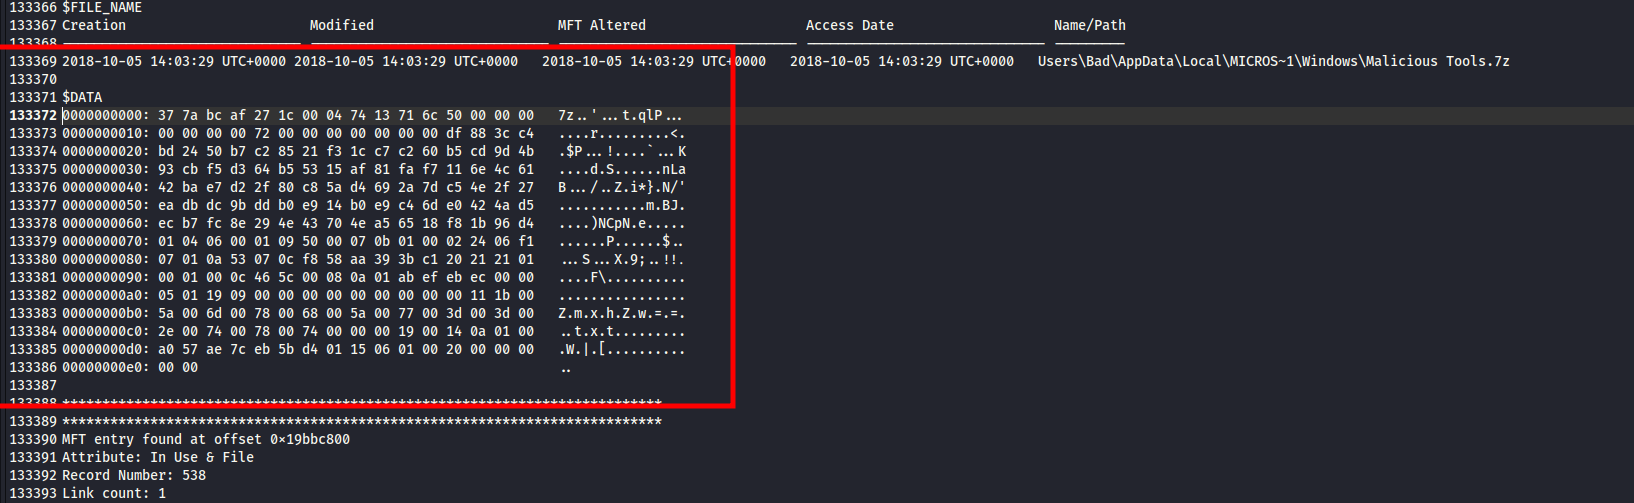 133366 $FILE_NAME
133367 Creation Modified MFT Altered Access Date Name/Path
133368 ------------------------------ ------------------------------ ------------------------------ ------------------------------ ---------
133369 2018-10-05 14:03:29 UTC+0000 2018-10-05 14:03:29 UTC+0000 2018-10-05 14:03:29 UTC+0000 2018-10-05 14:03:29 UTC+0000 Users\Bad\AppData\Local\MICROS~1\Windows\Malicious Tools.7z
133370
133371 $DATA
133372 0000000000: 37 7a bc af 27 1c 00 04 74 13 71 6c 50 00 00 00 7z..'...t.qlP...
133373 0000000010: 00 00 00 00 72 00 00 00 00 00 00 00 df 88 3c c4 ....r.........<.
133374 0000000020: bd 24 50 b7 c2 85 21 f3 1c c7 c2 60 b5 cd 9d 4b .$P...!....`...K
133375 0000000030: 93 cb f5 d3 64 b5 53 15 af 81 fa f7 11 6e 4c 61 ....d.S......nLa
133376 0000000040: 42 ba e7 d2 2f 80 c8 5a d4 69 2a 7d c5 4e 2f 27 B.../..Z.i*}.N/'
133377 0000000050: ea db dc 9b dd b0 e9 14 b0 e9 c4 6d e0 42 4a d5 ...........m.BJ.
133378 0000000060: ec b7 fc 8e 29 4e 43 70 4e a5 65 18 f8 1b 96 d4 ....)NCpN.e.....
133379 0000000070: 01 04 06 00 01 09 50 00 07 0b 01 00 02 24 06 f1 ......P......$..
133380 0000000080: 07 01 0a 53 07 0c f8 58 aa 39 3b c1 20 21 21 01 ...S...X.9;..!!.
133381 0000000090: 00 01 00 0c 46 5c 00 08 0a 01 ab ef eb ec 00 00 ....F\..........
133382 00000000a0: 05 01 19 09 00 00 00 00 00 00 00 00 00 11 1b 00 ................
133383 00000000b0: 5a 00 6d 00 78 00 68 00 5a 00 77 00 3d 00 3d 00 Z.m.x.h.Z.w.=.=.
133384 00000000c0: 2e 00 74 00 78 00 74 00 00 00 19 00 14 0a 01 00 ..t.x.t.........
133385 00000000d0: a0 57 ae 7c eb 5b d4 01 15 06 01 00 20 00 00 00 .W.|.[..........
133386 00000000e0: 00 00 ..
133387
133388 ***************************************************************************
133389 ***************************************************************************
133390 MFT entry found at offset 0×19bbc800
133391 Attribute: In Use & File
133392 Record Number: 538
133393 Link count: 1